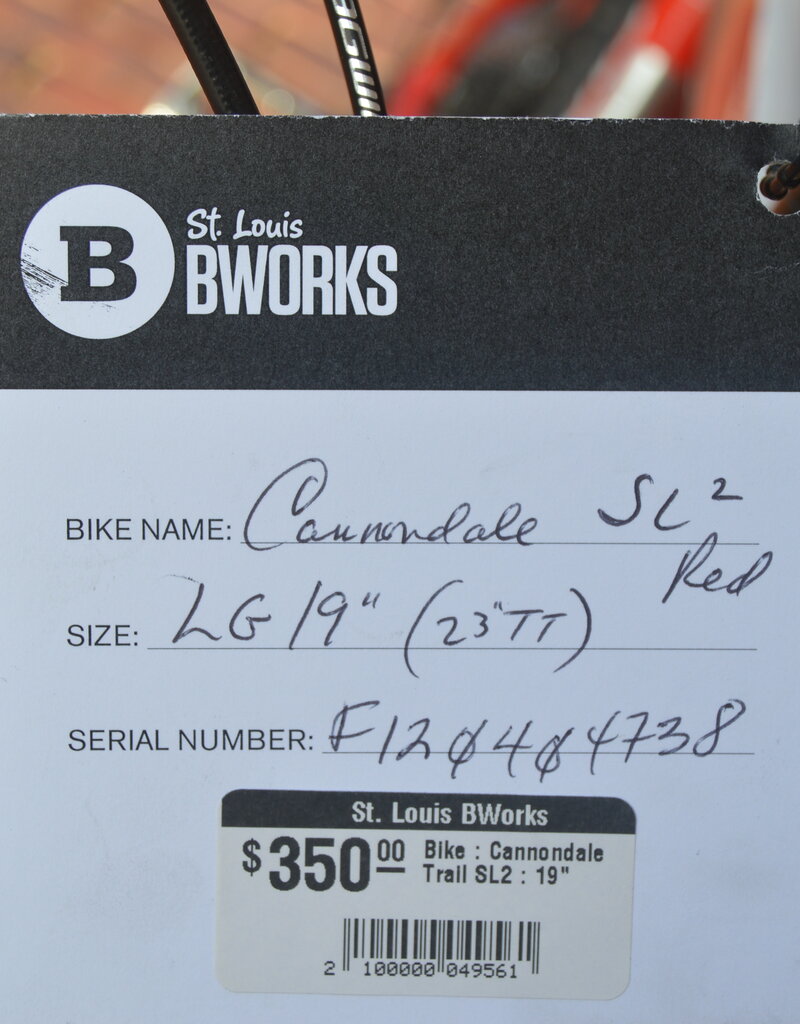 JAGWIRE
B
St. Louis
BWORKS
BIKE NAME: Cannondale SL²
Red
SIZE: LG 19" (23"TT)
SERIAL NUMBER: F120404738
St. Louis BWorks
$350.00 Bike : Cannondale
Trail SL2 : 19"
2 100000 049561